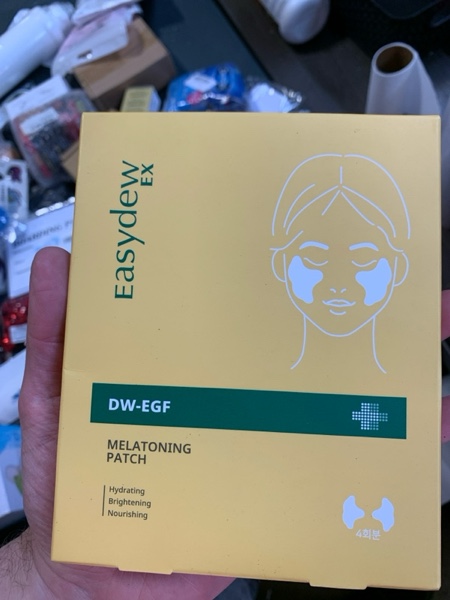 Easydew
EX
DW-EGF
MELATONING
PATCH
Hydrating
Brightening
Nourishing
4회분